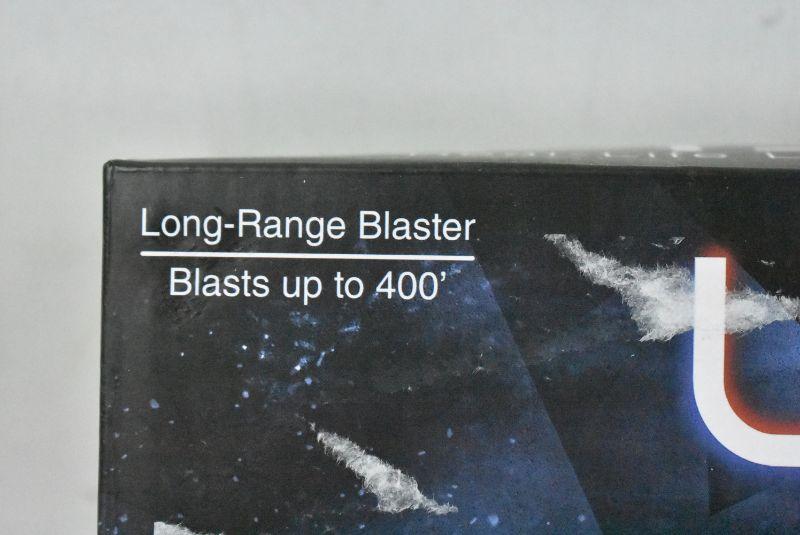 Long-Range Blaster
Blasts up to 400'